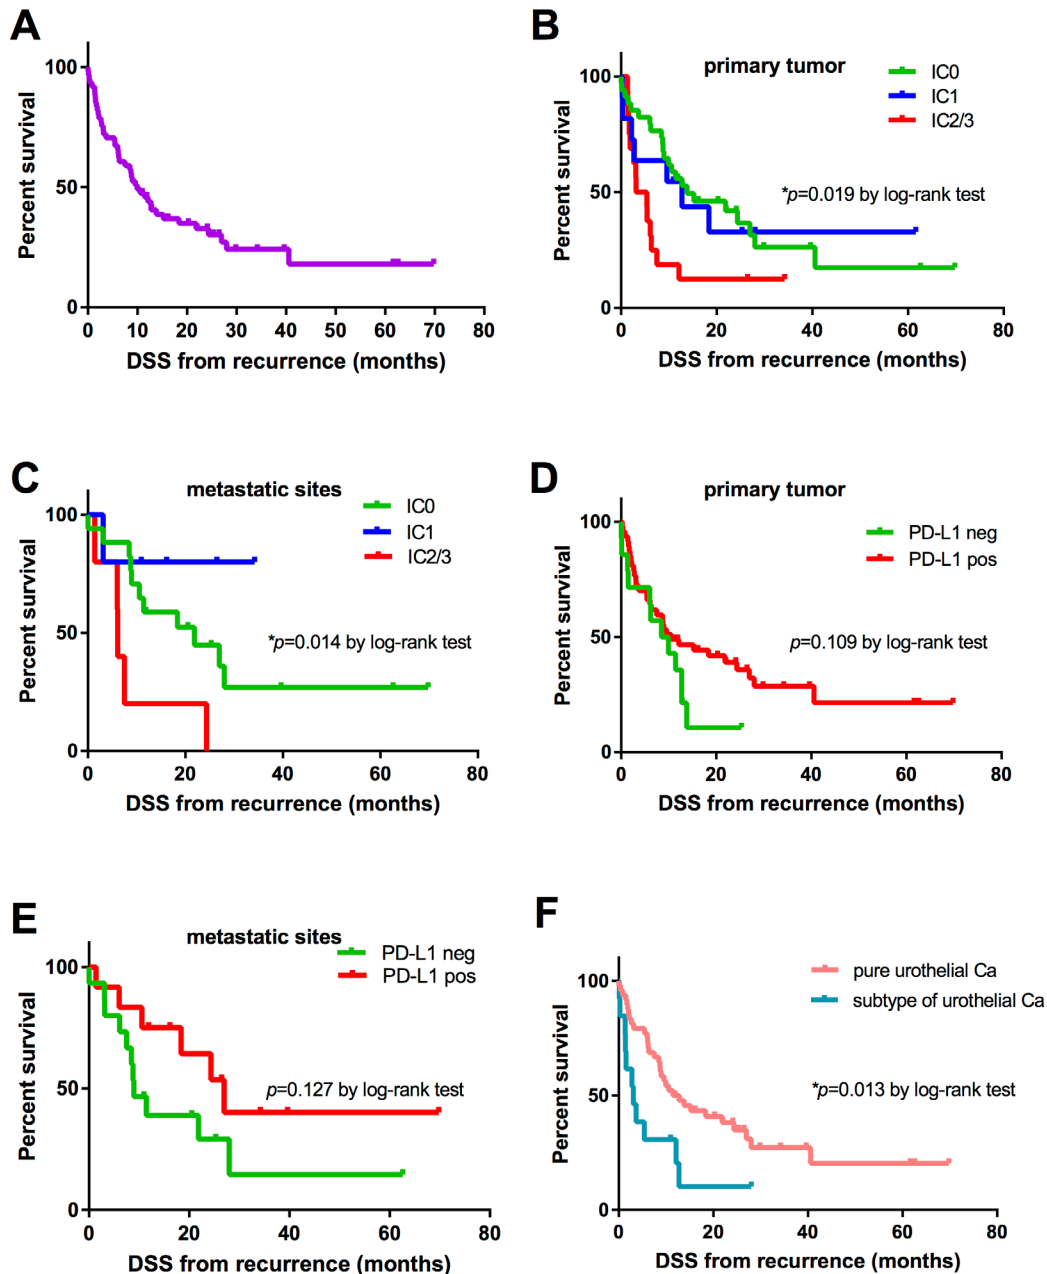 A
Percent survival
100
50
0
0 10 20 30 40 50 60 70 80
DSS from recurrence (months)
B
primary tumor
IC0
IC1
IC2/3
*p=0.019 by log-rank test
Percent survival
100
50
0
0 20 40 60 80
DSS from recurrence (months)
C
metastatic sites
IC0
IC1
IC2/3
*p=0.014 by log-rank test
Percent survival
100
50
0
0 20 40 60 80
DSS from recurrence (months)
D
primary tumor
PD-L1 neg
PD-L1 pos
p=0.109 by log-rank test
Percent survival
100
50
0
0 20 40 60 80
DSS from recurrence (months)
E
metastatic sites
PD-L1 neg
PD-L1 pos
p=0.127 by log-rank test
Percent survival
100
50
0
0 20 40 60 80
DSS from recurrence (months)
F
pure urothelial Ca
subtype of urothelial Ca
*p=0.013 by log-rank test
Percent survival
100
50
0
0 20 40 60 80
DSS from recurrence (months)